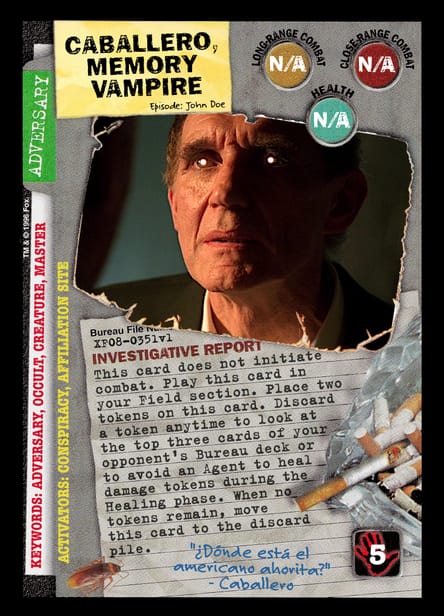 CABALLERO,
MEMORY
VAMPIRE
Episode: John Doe
LONG-RANGE COMBAT
N/A
CLOSE-RANGE COMBAT
N/A
HEALTH
N/A
ADVERSARY
TM & © 1996 Fox.
KEYWORDS: ADVERSARY, OCCULT, CREATURE, MASTER
ACTIVATORS: CONSPIRACY, AFFILIATION SITE
Bureau File
XF08-0351v1
INVESTIGATIVE REPORT
This card does not initiate
combat. Play this card in
your Field section. Place two
tokens on this card. Discard
a token anytime to look at
the top three cards of your
opponent's Bureau deck or
to avoid an Agent to heal
damage tokens during the
Healing phase. When no
tokens remain, move
this card to the discard
pile.
"¿Dónde está el
americano ahorita?"
- Caballero
5